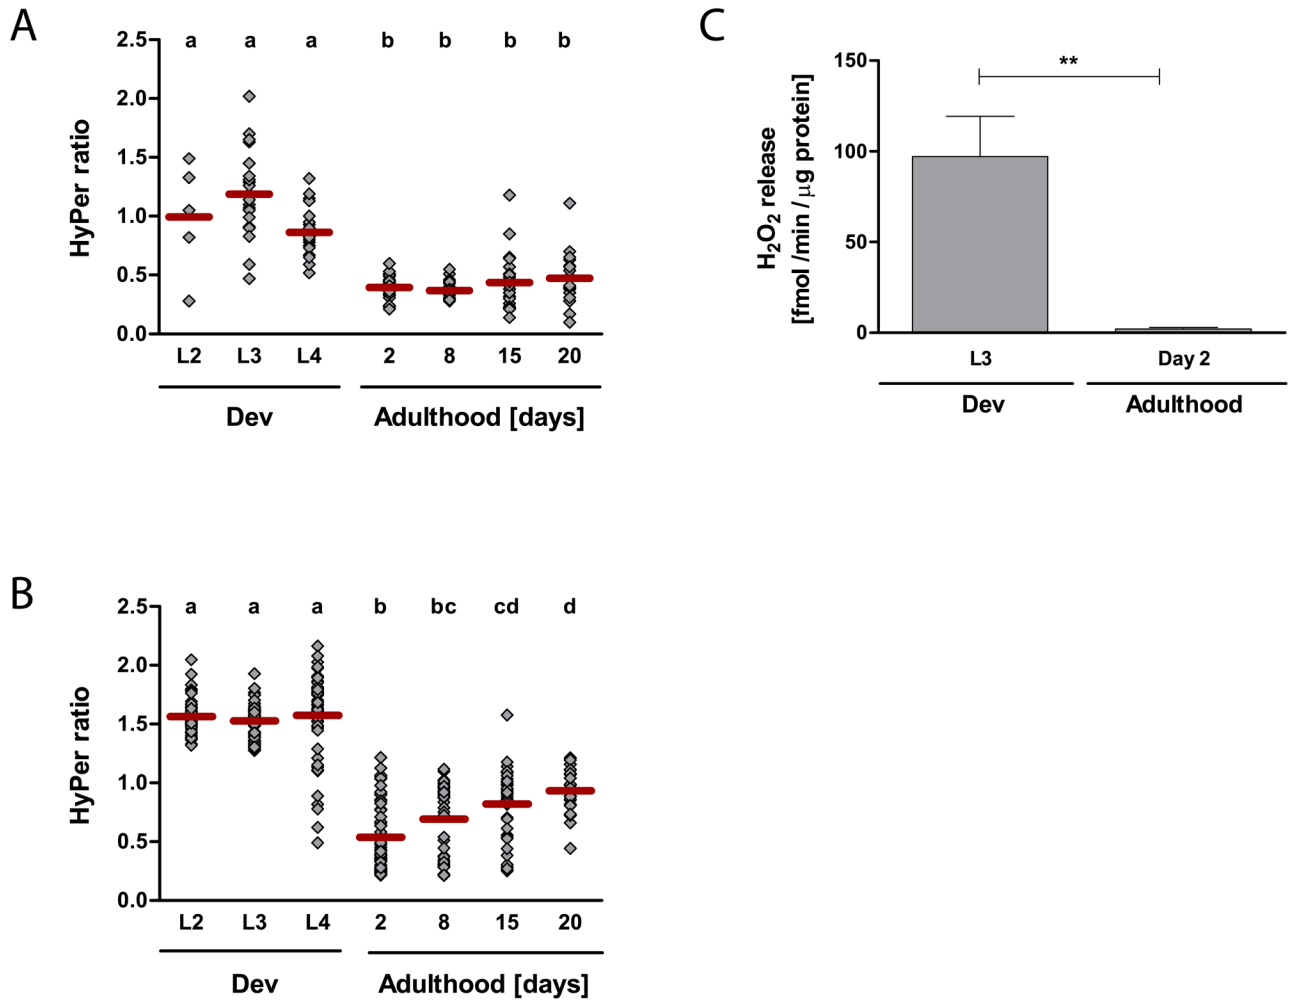 A
HyPer ratio
2.5
2.0
1.5
1.0
0.5
0.0
a a a b b b b
L2 L3 L4 2 8 15 20
Dev Adulthood [days]
C
H2O2 release
[fmol /min / μg protein]
150
100
50
0
**
L3 Day 2
Dev Adulthood
B
HyPer ratio
2.5
2.0
1.5
1.0
0.5
0.0
a a a b bc cd d
L2 L3 L4 2 8 15 20
Dev Adulthood [days]